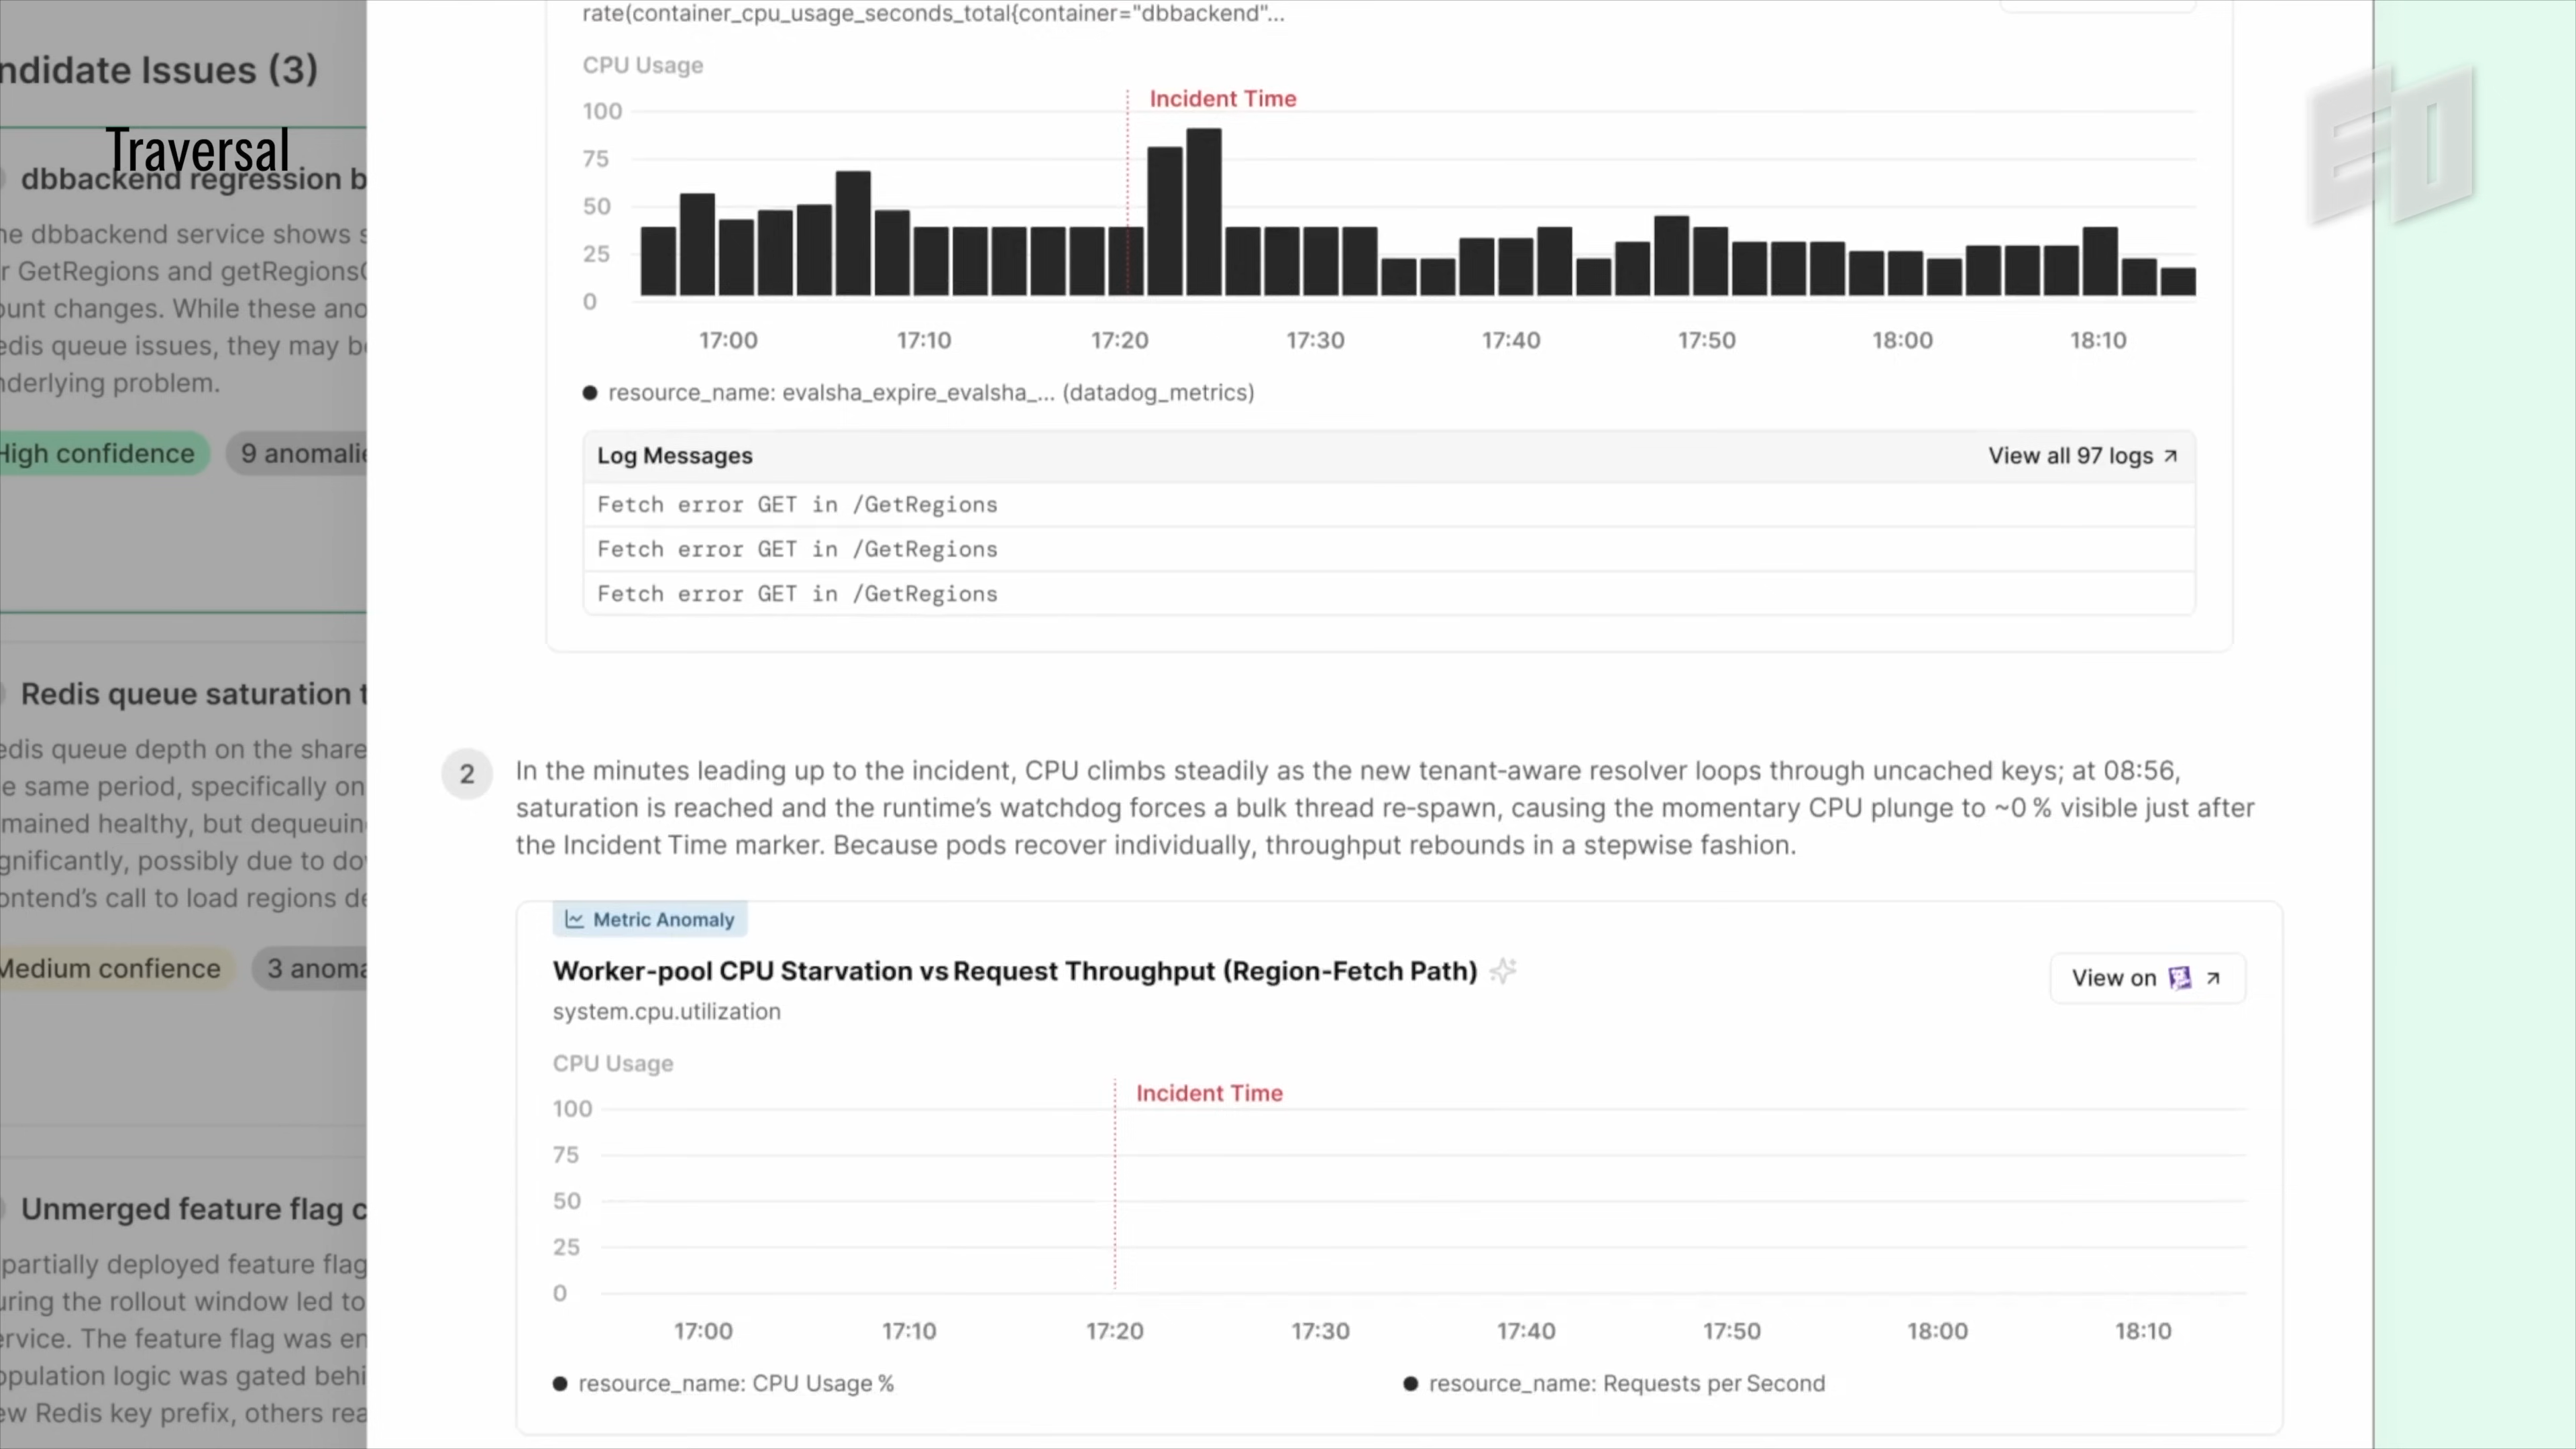 ndidate Issues (3)
Traversal
dbbackend regression b
ne dbbackend service shows s
r GetRegions and getRegionsC
ount changes. While these ano
edis queue issues, they may be
nderlying problem.
High confidence
9 anomalie
Redis queue saturation t
edis queue depth on the share
e same period, specifically on
mained healthy, but dequeuin
gnificantly, possibly due to do
ontend's call to load regions de
Medium confience
3 anoma
Unmerged feature flag c
partially deployed feature flag
uring the rollout window led to
ervice. The feature flag was en
opulation logic was gated behi
ew Redis key prefix, others rea
rate(container_cpu_usage_seconds_total{container="dbbackend"...
CPU Usage
Incident Time
100
75
50
25
0
17:00 17:10 17:20 17:30 17:40 17:50 18:00 18:10
resource_name: evalsha_expire_evalsha_... (datadog_metrics)
Log Messages
View all 97 logs
Fetch error GET in /GetRegions
Fetch error GET in /GetRegions
Fetch error GET in /GetRegions
2
In the minutes leading up to the incident, CPU climbs steadily as the new tenant-aware resolver loops through uncached keys; at 08:56,
saturation is reached and the runtime's watchdog forces a bulk thread re-spawn, causing the momentary CPU plunge to ~0 % visible just after
the Incident Time marker. Because pods recover individually, throughput rebounds in a stepwise fashion.
Metric Anomaly
Worker-pool CPU Starvation vs Request Throughput (Region-Fetch Path)
View on
system.cpu.utilization
CPU Usage
Incident Time
100
75
50
25
0
17:00 17:10 17:20 17:30 17:40 17:50 18:00 18:10
resource_name: CPU Usage %
resource_name: Requests per Second
EO